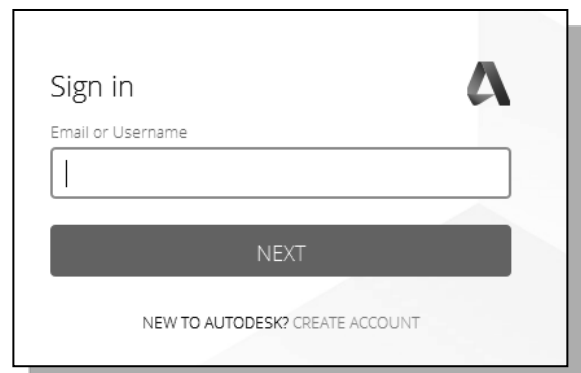 Sign in
Email or Username
NEXT
NEW TO AUTODESK? CREATE ACCOUNT